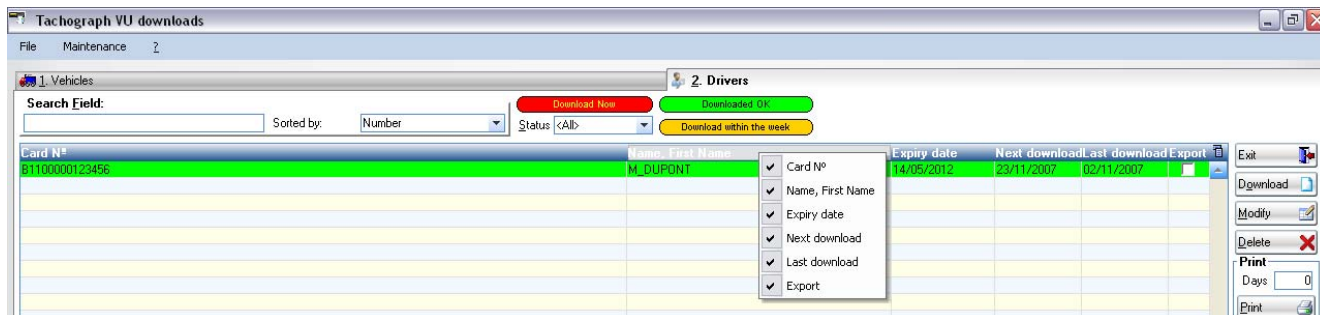 Tachograph VU downloads
File Maintenance ?
1. Vehicles 2. Drivers
Search Field: Download Now Downloaded OK
Sorted by: Number Status <All> Download within the week
Card Nº Name, First Name Expiry date Next download Last download Export Exit
B1100000123456 M_DUPONT 14/05/2012 23/11/2007 02/11/2007
Card Nº
Name, First Name
Expiry date
Next download
Last download
Export
Download
Modify
Delete
Print
Days 0
Print